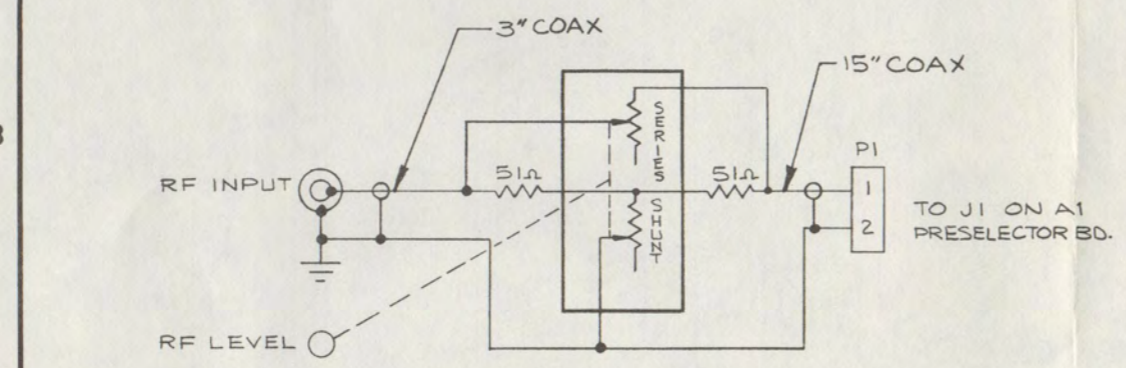 3" COAX
15" COAX
SERIES
51Ω
51Ω
P1
RF INPUT
1
SHUNT
2
TO J1 ON A1
PRESELECTOR BD.
RF LEVEL